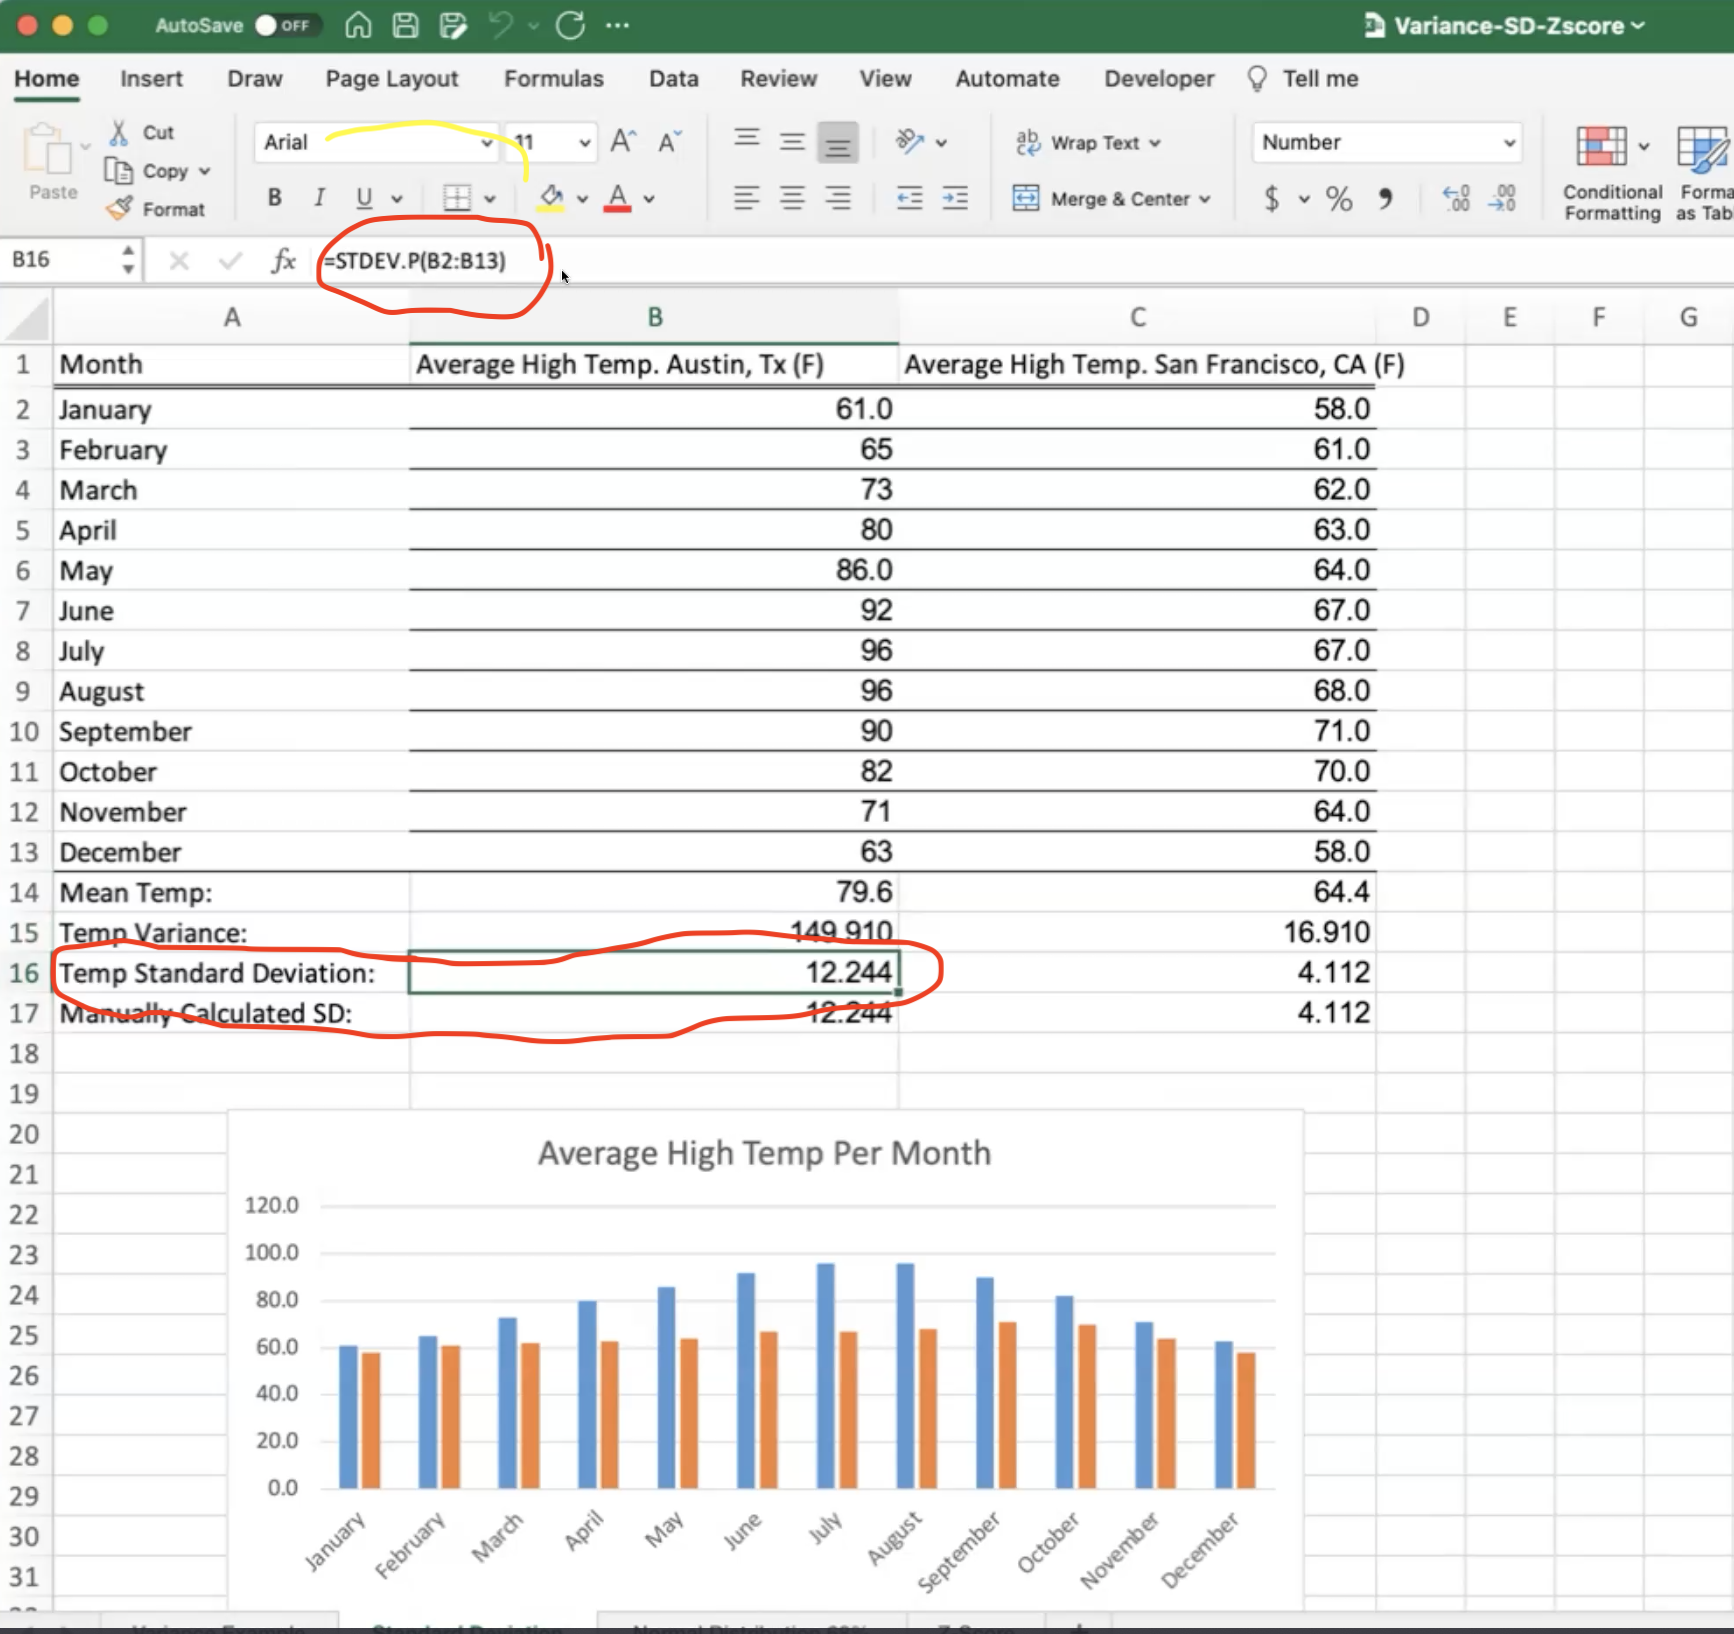 AutoSave OFF Variance-SD-Zscore
Home Insert Draw Page Layout Formulas Data Review View Automate Developer Tell me
Paste Cut Copy Format
Arial 11 A^ A˅ ab Wrap Text Number
B I U A Merge & Center $ % , Conditional Formatting Forma as Tab
B16 fx =STDEV.P(B2:B13)
A B C D E F G
1 Month Average High Temp. Austin, Tx (F) Average High Temp. San Francisco, CA (F)
2 January 61.0 58.0
3 February 65 61.0
4 March 73 62.0
5 April 80 63.0
6 May 86.0 64.0
7 June 92 67.0
8 July 96 67.0
9 August 96 68.0
10 September 90 71.0
11 October 82 70.0
12 November 71 64.0
13 December 63 58.0
14 Mean Temp: 79.6 64.4
15 Temp Variance: 149.910 16.910
16 Temp Standard Deviation: 12.244 4.112
17 Manually Calculated SD: 12.244 4.112
18
19
20
21
22
23
24
25
26
27
28
29
30
31
Average High Temp Per Month
120.0
100.0
80.0
60.0
40.0
20.0
0.0
January February March April May June July August September October November December